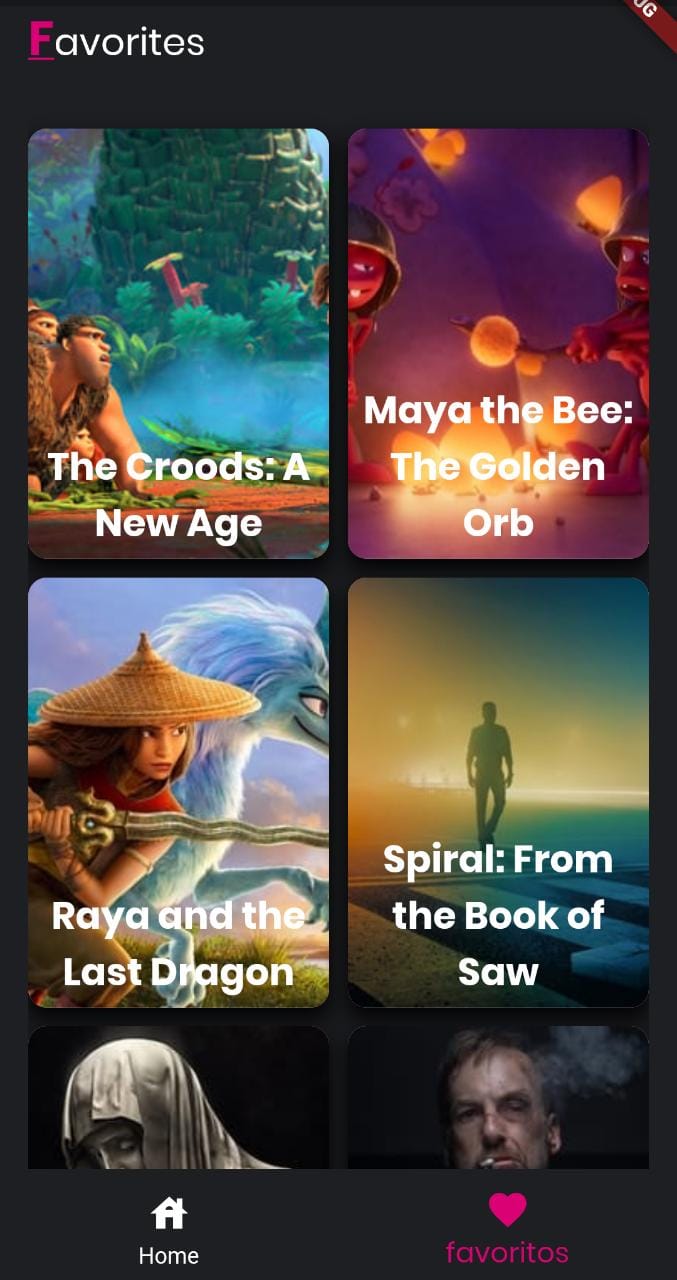 Favorites
The Croods: A
New Age
Maya the Bee:
The Golden
Orb
Raya and the
Last Dragon
Spiral: From
the Book of
Saw
Home
favoritos